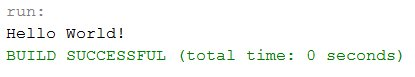 run:
Hello World!
BUILD SUCCESSFUL (total time: 0 seconds)